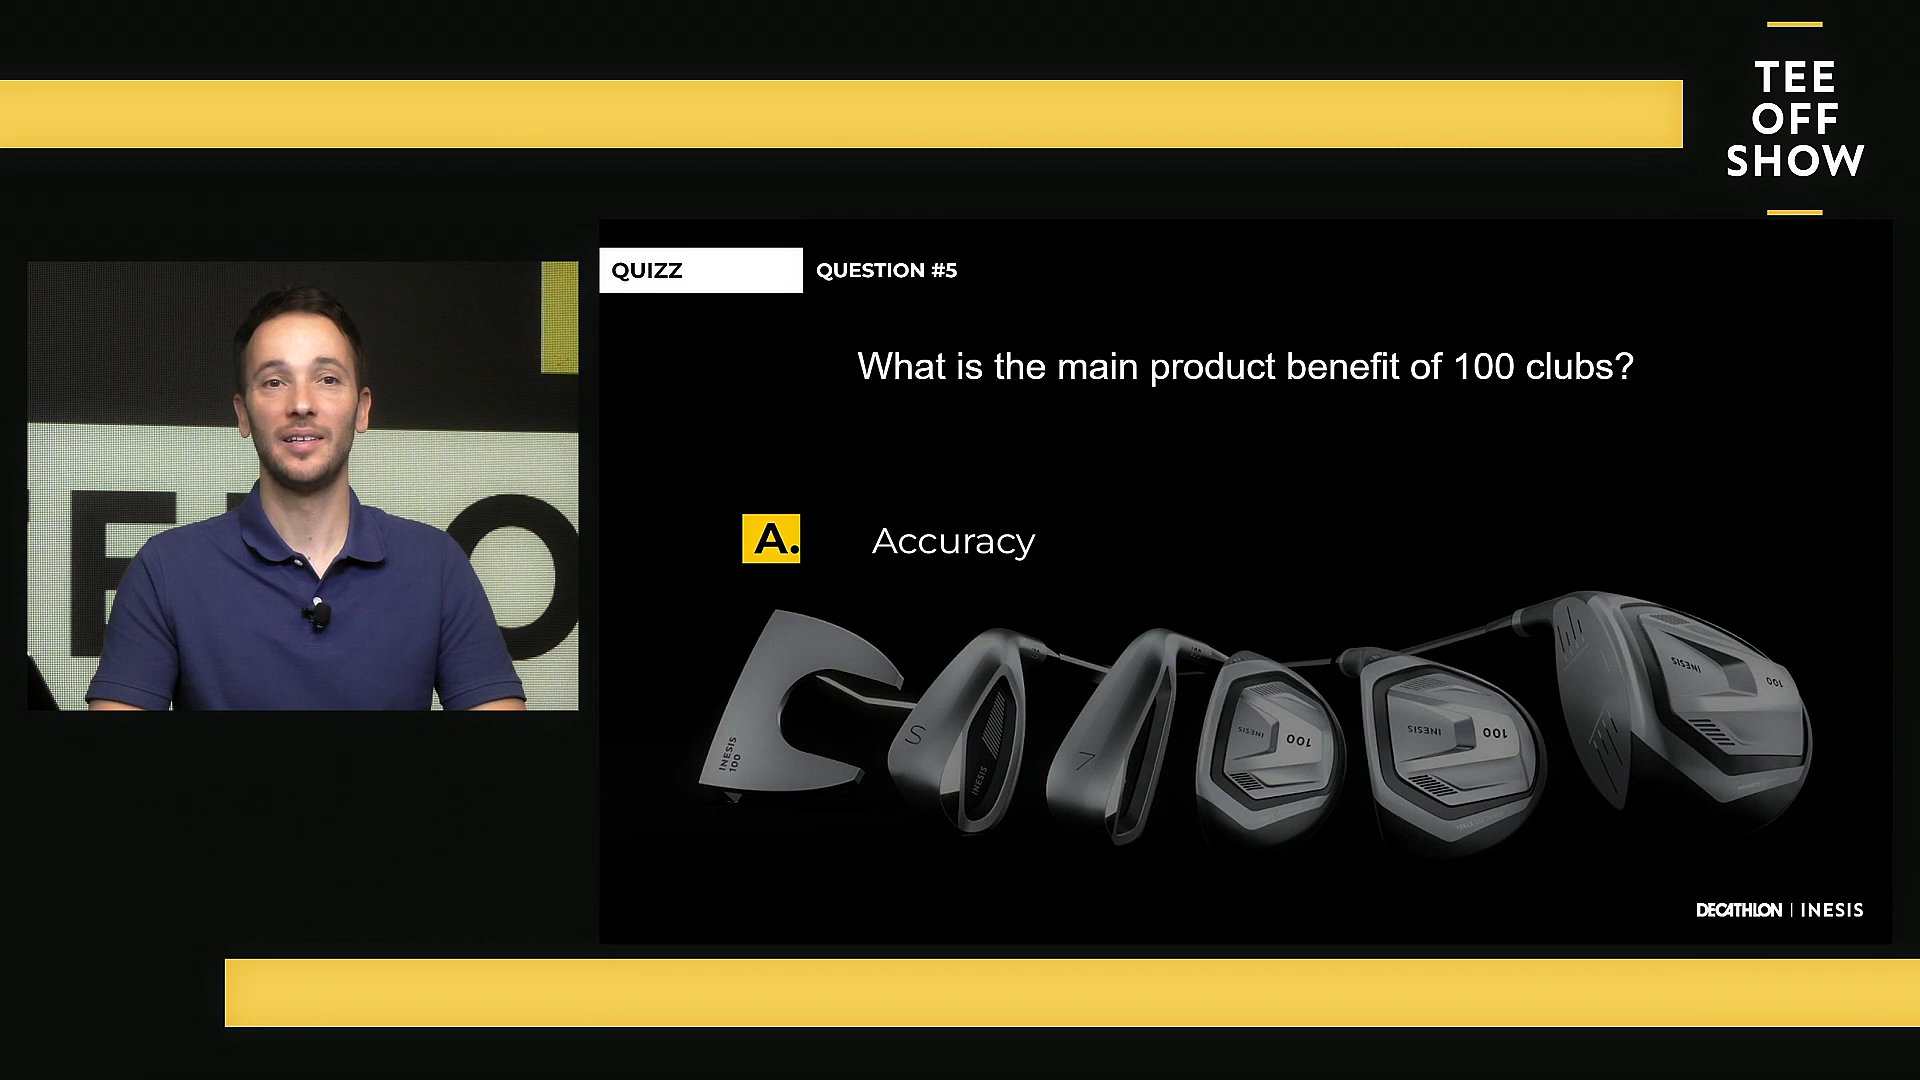 TEE
OFF
SHOW
QUIZZ
QUESTION #5
What is the main product benefit of 100 clubs?
A.
Accuracy
INESIS
100
S
INESIS
7
INESIS
100
INESIS
100
INESIS
100
DECATHLON | INESIS